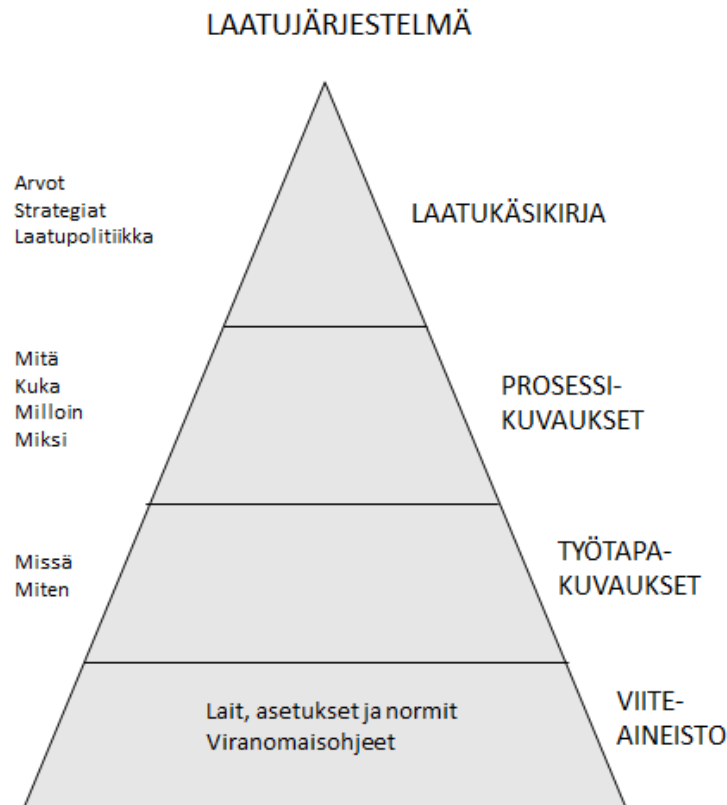 LAATUJÄRJESTELMÄ
Arvot
Strategiat
Laatupolitiikka
LAATUKÄSIKIRJA
Mitä
Kuka
Milloin
Miksi
PROSESSI-
KUVAUKSET
Missä
Miten
TYÖTAPA-
KUVAUKSET
Lait, asetukset ja normit
Viranomaisohjeet
VIITE-
AINEISTO